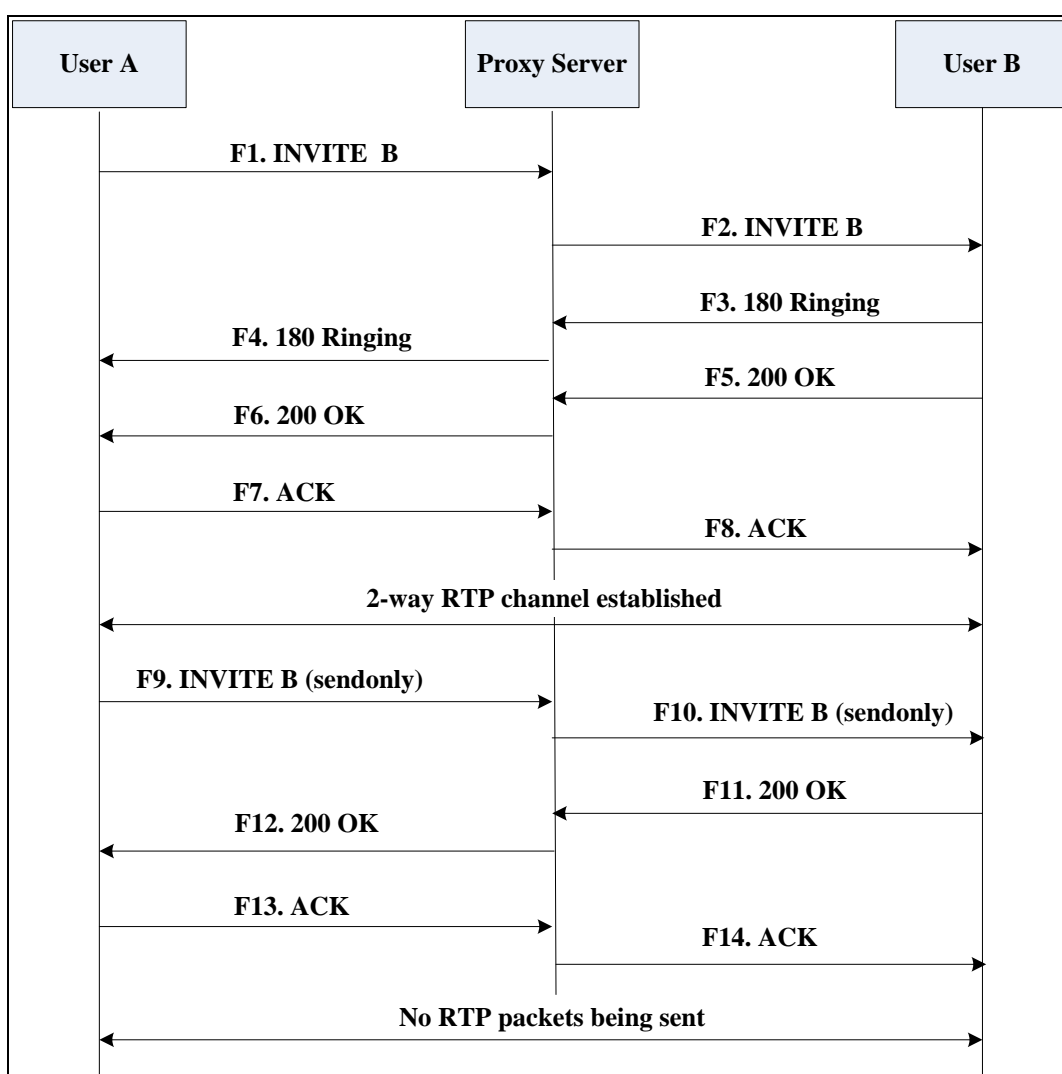 User A
Proxy Server
User B
F1. INVITE B
F2. INVITE B
F3. 180 Ringing
F4. 180 Ringing
F5. 200 OK
F6. 200 OK
F7. ACK
F8. ACK
2-way RTP channel established
F9. INVITE B (sendonly)
F10. INVITE B (sendonly)
F11. 200 OK
F12. 200 OK
F13. ACK
F14. ACK
No RTP packets being sent